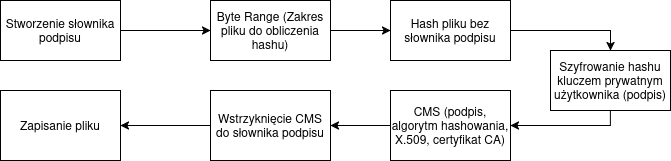 Stworzenie słownika
podpisu
Byte Range (Zakres
pliku do obliczenia
hashu)
Hash pliku bez
słownika podpisu
Szyfrowanie hashu
kluczem prywatnym
użytkownika (podpis)
CMS (podpis,
algorytm hashowania,
X.509, certyfikat CA)
Wstrzyknięcie CMS
do słownika podpisu
Zapisanie pliku